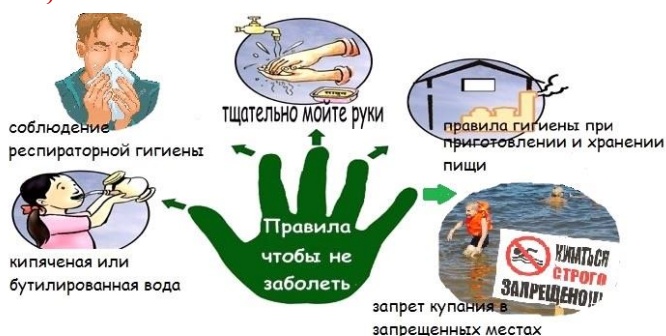 тщательно мойте руки
соблюдение
респираторной гигиены
правила гигиены при
приготовлении и хранении
пищи
Правила
чтобы не
заболеть
кипяченая или
бутилированная вода
КУПАТЬСЯ
СТРОГО
ЗАПРЕЩЕНО!!!
запрет купания в
запрещенных местах